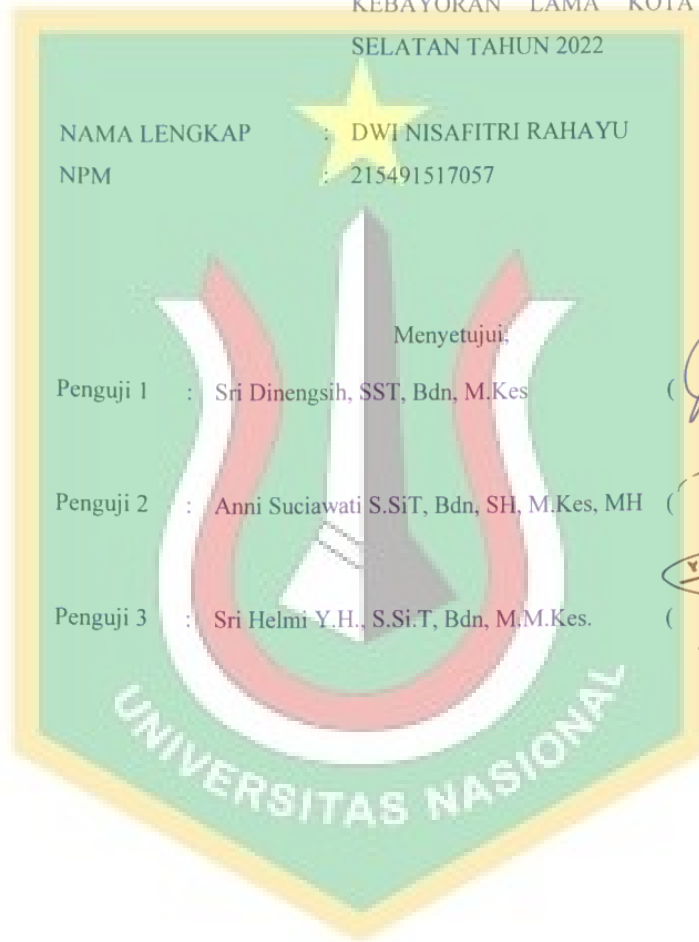 KEBAYORAN LAMA KOTA
SELATAN TAHUN 2022
NAMA LENGKAP : DWI NISAFITRI RAHAYU
NPM : 215491517057
Menyetujui,
Penguji 1 : Sri Dinengsih, SST, Bdn, M.Kes (
Penguji 2 : Anni Suciawati S.SiT, Bdn, SH, M.Kes, MH (
Penguji 3 : Sri Helmi Y.H., S.Si.T, Bdn, M.M.Kes. (
UNIVERSITAS NASIONAL